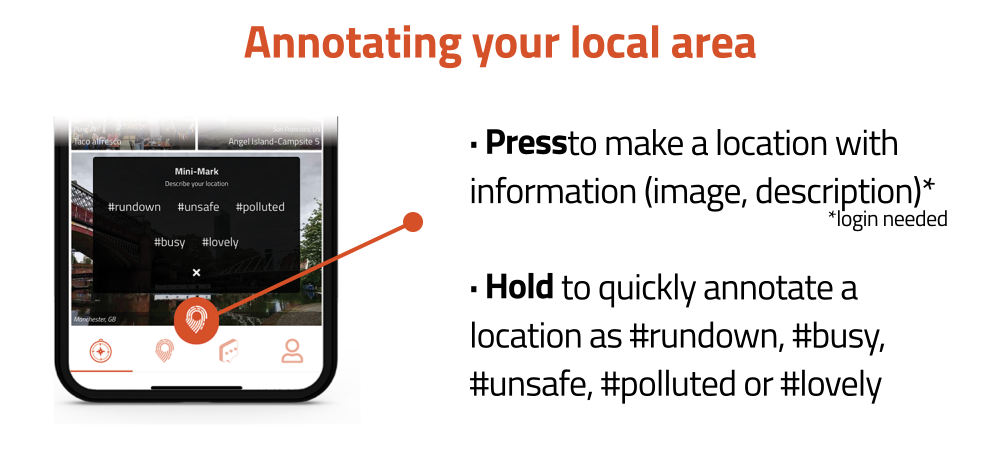 Annotating your local area
Taco alfresco
Angel Island-Campsite 5
Mini-Mark
Describe your location
#rundown #unsafe #polluted
#busy #lovely
×
Manchester, GB
· Pressto make a location with
information (image, description)*
*login needed
· Hold to quickly annotate a
location as #rundown, #busy,
#unsafe, #polluted or #lovely